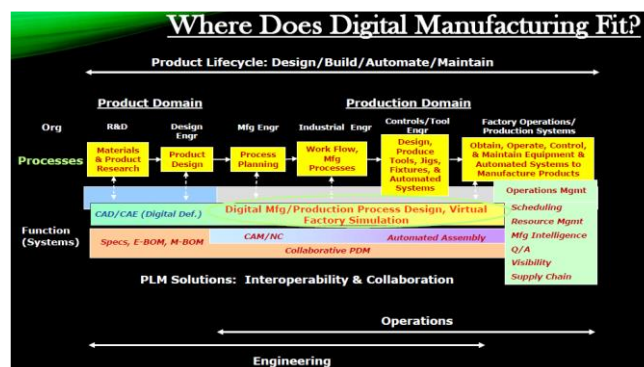 Where Does Digital Manufacturing Fit?
Product Lifecycle: Design/Build/Automate/Maintain
Product Domain
Production Domain
Org
R&D
Design
Engr
Mfg Engr
Industrial Engr
Controls/Tool
Engr
Factory Operations/
Production Systems
Processes
Materials
& Product
Research
Product
Design
Process
Planning
Work Flow,
Mfg
Processes
Design,
Produce
Tools, Jigs,
Fixtures, &
Automated
Systems
Obtain, Operate, Control,
& Maintain Equipment &
Automated Systems to
Manufacture Products
Function
(Systems)
CAD/CAE (Digital Def.)
Digital Mfg/Production Process Design, Virtual
Factory Simulation
Specs, E-BOM, M-BOM
CAM/NC
Automated Assembly
Collaborative PDM
Operations Mgmt
Scheduling
Resource Mgmt
Mfg Intelligence
Q/A
Visibility
Supply Chain
PLM Solutions: Interoperability & Collaboration
Operations
Engineering